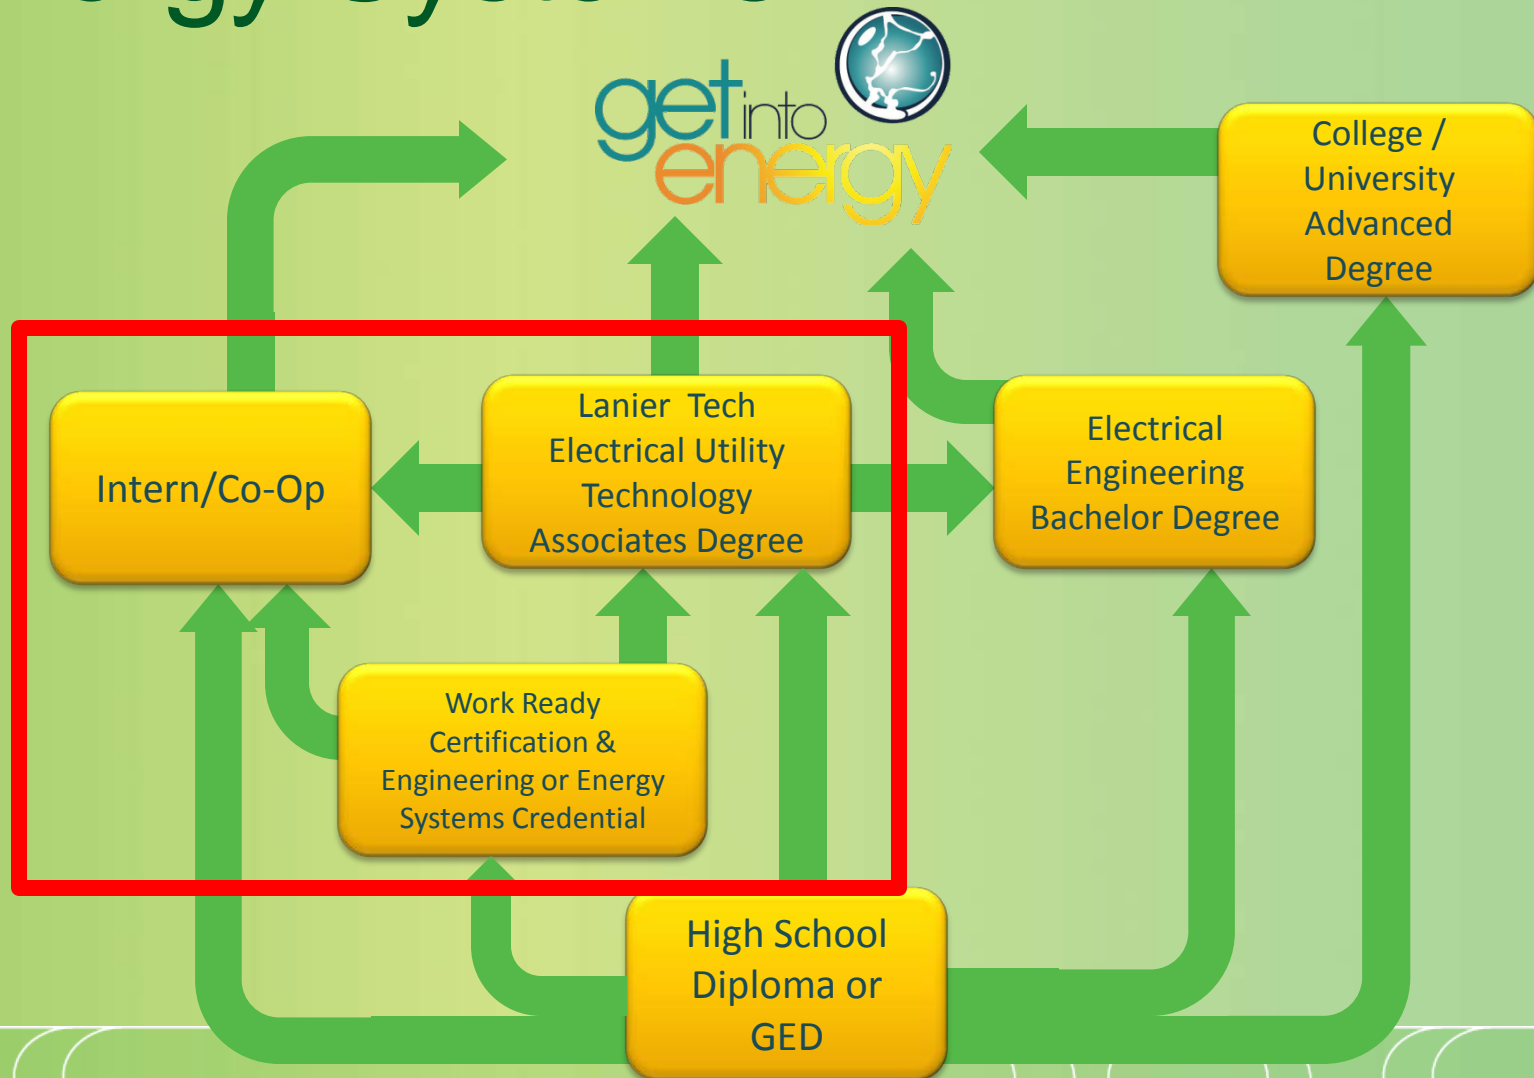 get into
energy
College /
University
Advanced
Degree
Lanier Tech
Electrical Utility
Technology
Associates Degree
Electrical
Engineering
Bachelor Degree
Intern/Co-Op
Work Ready
Certification &
Engineering or Energy
Systems Credential
High School
Diploma or
GED